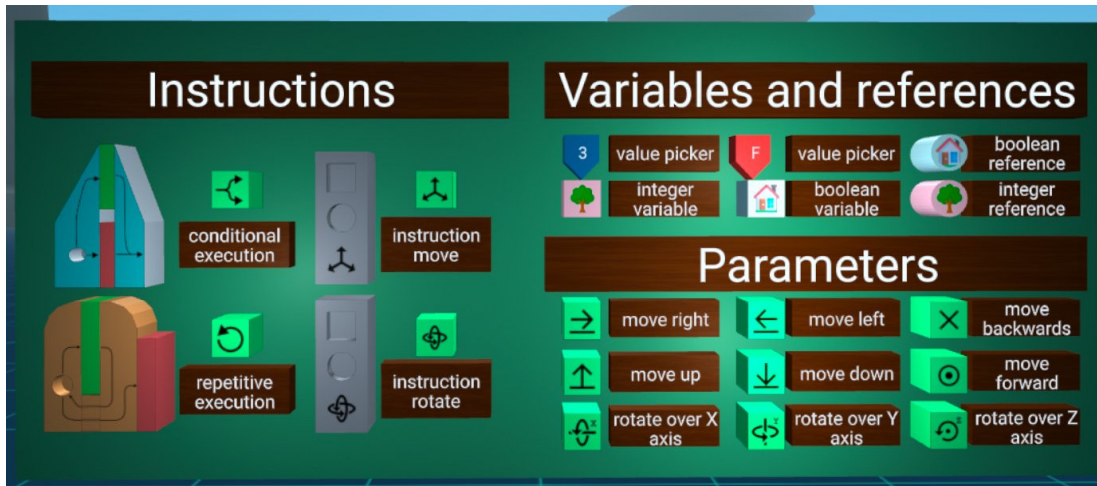 Instructions
conditional
execution
instruction
move
repetitive
execution
instruction
rotate
Variables and references
3
value picker
F
value picker
boolean
reference
integer
variable
boolean
variable
integer
reference
Parameters
move right
move left
move
backwards
move up
move down
move
forward
X
rotate over X
axis
Y
rotate over Y
axis
Z
rotate over Z
axis